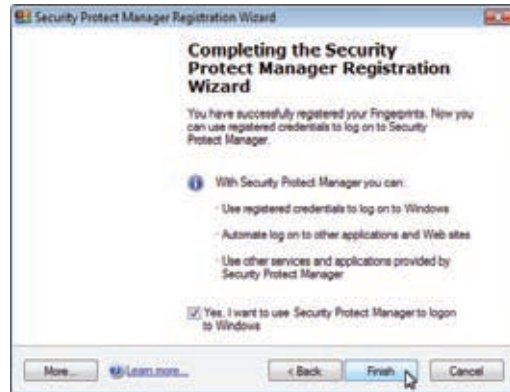 Security Protect Manager Registration Wizard
Completing the Security
Protect Manager Registration
Wizard
You have successfully registered your Fingerprints. Now you
can use registered credentials to log on to Security
Protect Manager.
With Security Protect Manager you can:
· Use registered credentials to log on to Windows
· Automate log on to other applications and Web sites
· Use other services and applications provided by
Security Protect Manager
Yes, I want to use Security Protect Manager to logon
to Windows
More...
Learn more...
< Back
Finish
Cancel